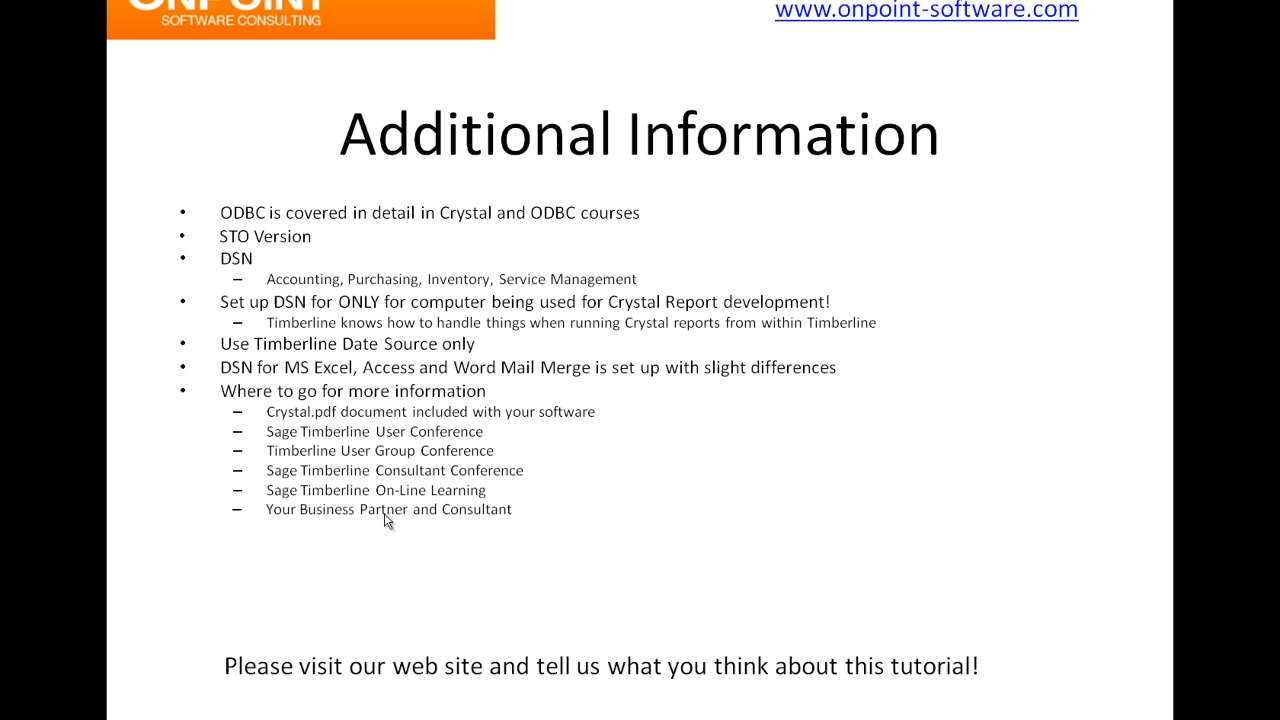 ONPOINT
SOFTWARE CONSULTING
www.onpoint-software.com
Additional Information
• ODBC is covered in detail in Crystal and ODBC courses
• STO Version
• DSN
– Accounting, Purchasing, Inventory, Service Management
• Set up DSN for ONLY for computer being used for Crystal Report development!
– Timberline knows how to handle things when running Crystal reports from within Timberline
• Use Timberline Date Source only
• DSN for MS Excel, Access and Word Mail Merge is set up with slight differences
• Where to go for more information
– Crystal.pdf document included with your software
– Sage Timberline User Conference
– Timberline User Group Conference
– Sage Timberline Consultant Conference
– Sage Timberline On-Line Learning
– Your Business Partner and Consultant
Please visit our web site and tell us what you think about this tutorial!